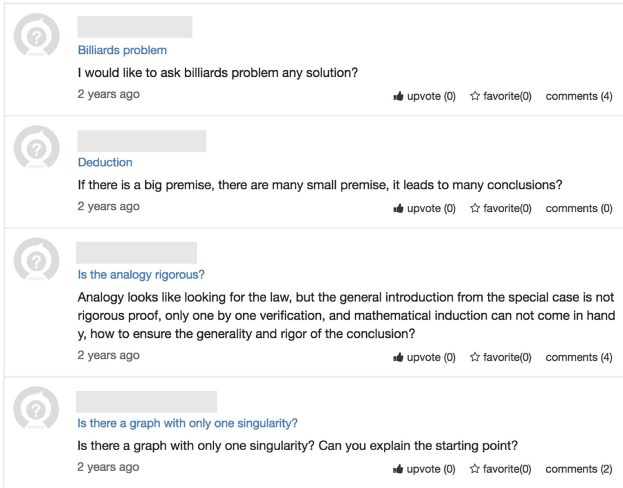 Billiards problem
I would like to ask billiards problem any solution?
2 years ago upvote (0) favorite(0) comments (4)
Deduction
If there is a big premise, there are many small premise, it leads to many conclusions?
2 years ago upvote (0) favorite(0) comments (0)
Is the analogy rigorous?
Analogy looks like looking for the law, but the general introduction from the special case is not
rigorous proof, only one by one verification, and mathematical induction can not come in hand
y, how to ensure the generality and rigor of the conclusion?
2 years ago upvote (0) favorite(0) comments (4)
Is there a graph with only one singularity?
Is there a graph with only one singularity? Can you explain the starting point?
2 years ago upvote (0) favorite(0) comments (2)